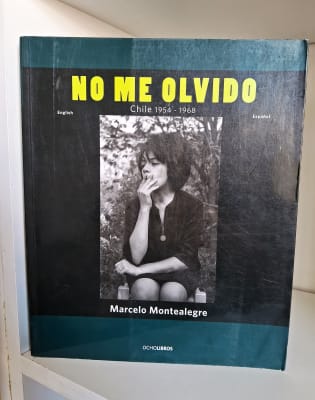 NO ME OLVIDO
Chile 1954 - 1968
English
Español
Marcelo Montealegre
OCHOLIBROS